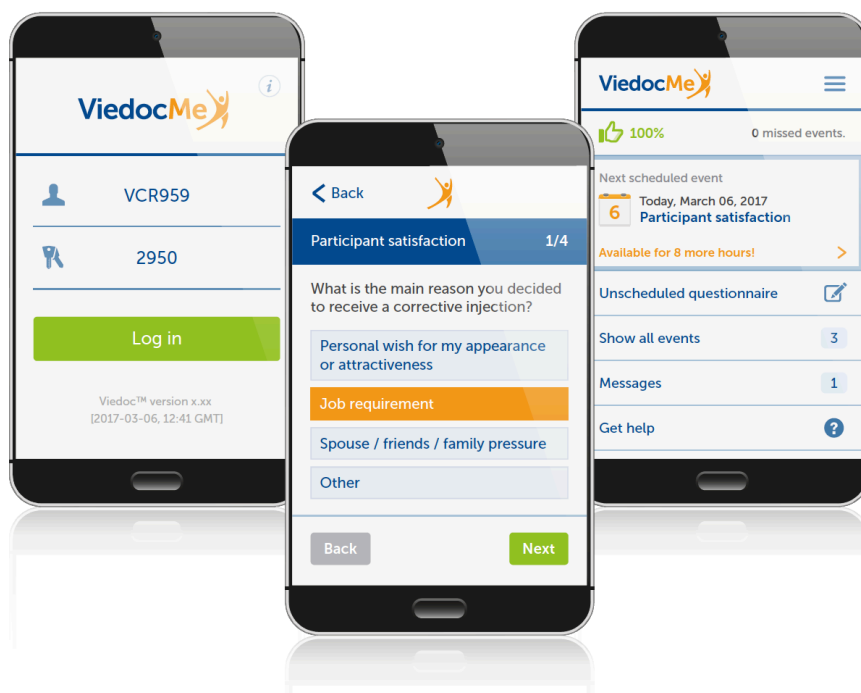 ViedocMe
i
VCR959
2950
Log in
Viedoc™ version x.xx
[2017-03-06, 12:41 GMT]
Back
Participant satisfaction 1/4
What is the main reason you decided
to receive a corrective injection?
Personal wish for my appearance
or attractiveness
Job requirement
Spouse / friends / family pressure
Other
Back Next
ViedocMe
100% 0 missed events.
Next scheduled event
6
Today, March 06, 2017
Participant satisfaction
Available for 8 more hours!
Unscheduled questionnaire
Show all events 3
Messages 1
Get help ?